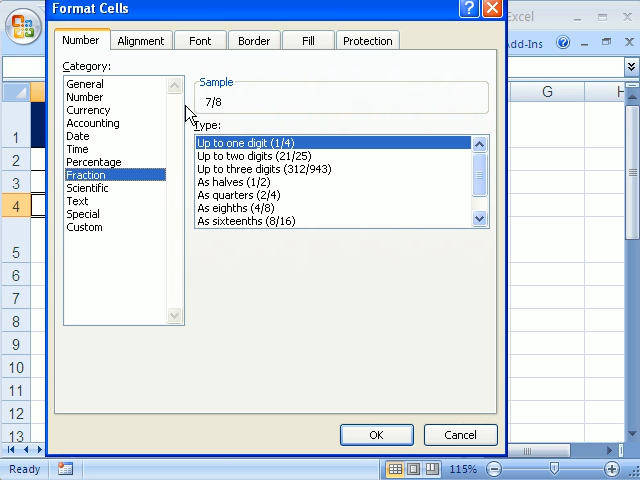 Format Cells
Excel
Number
Alignment
Font
Border
Fill
Protection
Add-Ins
Category:
General
Number
Currency
Accounting
Date
Time
Percentage
Fraction
Scientific
Text
Special
Custom
Sample
7/8
Type:
Up to one digit (1/4)
Up to two digits (21/25)
Up to three digits (312/943)
As halves (1/2)
As quarters (2/4)
As eighths (4/8)
As sixteenths (8/16)
G
H
1
2
3
4
5
6
7
8
9
10
11
12
13
OK
Cancel
Ready
115%